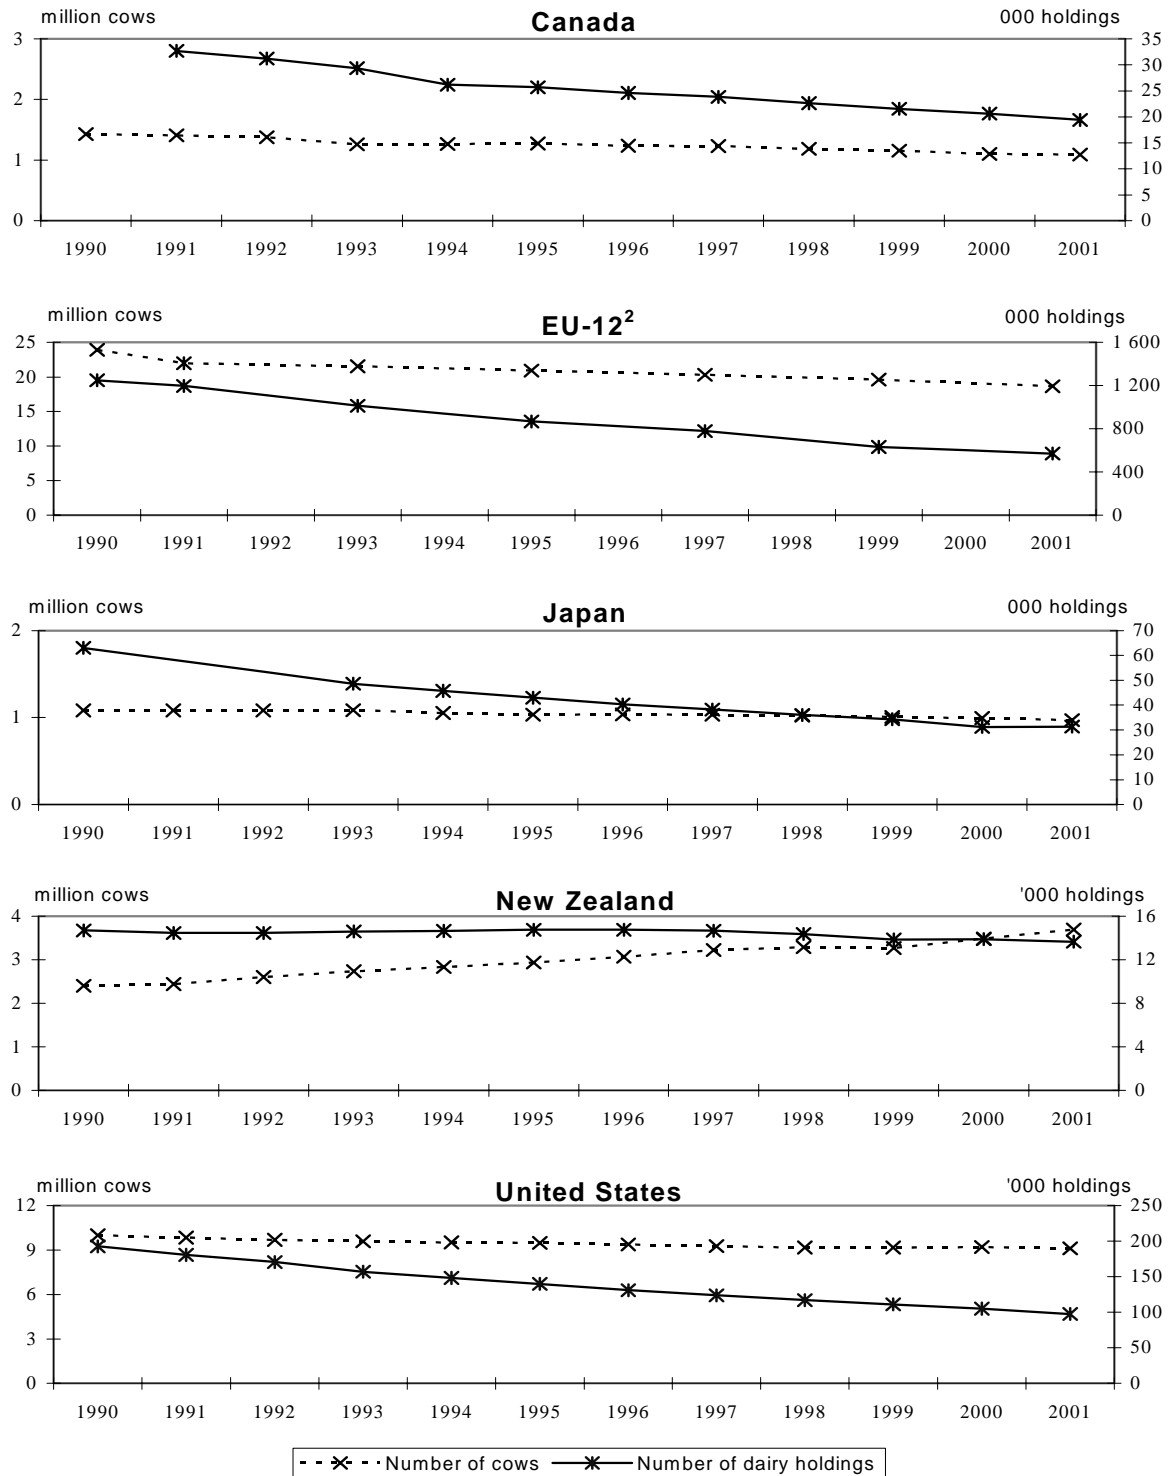 million cows Canada 000 holdings
3 35
30
2 25
20
15
1 10
5
0 0
1990 1991 1992 1993 1994 1995 1996 1997 1998 1999 2000 2001
million cows EU-12² 000 holdings
25 1 600
20 1 200
15 800
10
5 400
0 0
1990 1991 1992 1993 1994 1995 1996 1997 1998 1999 2000 2001
million cows Japan 000 holdings
2 70
60
50
1 40
30
20
10
0 0
1990 1991 1992 1993 1994 1995 1996 1997 1998 1999 2000 2001
million cows New Zealand '000 holdings
4 16
3 12
2 8
1 4
0 0
1990 1991 1992 1993 1994 1995 1996 1997 1998 1999 2000 2001
million cows United States '000 holdings
12 250
9 200
150
6 100
3 50
0 0
1990 1991 1992 1993 1994 1995 1996 1997 1998 1999 2000 2001
Number of cows Number of dairy holdings